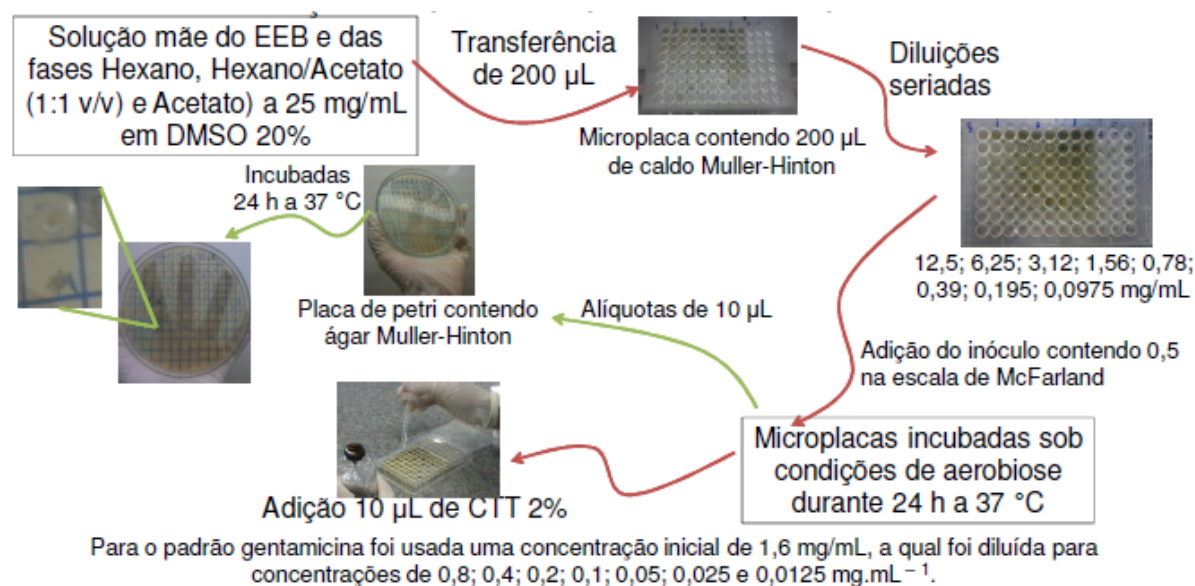 Solução mãe do EEB e das
fases Hexano, Hexano/Acetato
(1:1 v/v) e Acetato) a 25 mg/mL
em DMSO 20%
Transferência
de 200 µL
Microplaca contendo 200 µL
de caldo Muller-Hinton
Diluições
seriadas
12,5; 6,25; 3,12; 1,56; 0,78;
0,39; 0,195; 0,0975 mg/mL
Adição do inóculo contendo 0,5
na escala de McFarland
Microplacas incubadas sob
condições de aerobiose
durante 24 h a 37 °C
Alíquotas de 10 µL
Placa de petri contendo
ágar Muller-Hinton
Incubadas
24 h a 37 °C
Adição 10 µL de CTT 2%
Para o padrão gentamicina foi usada uma concentração inicial de 1,6 mg/mL, a qual foi diluída para
concentrações de 0,8; 0,4; 0,2; 0,1; 0,05; 0,025 e 0,0125 mg.mL⁻¹.